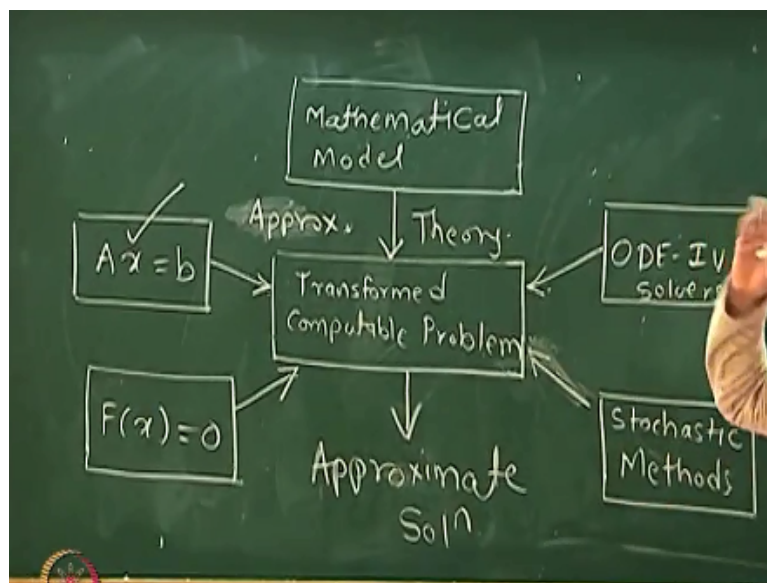 Mathematical
Model
Approx. Theory.
Ax = b
Transformed
Computable Problem
ODE-IV
Solvers
F(x) = 0
Stochastic
Methods
Approximate
Soln.